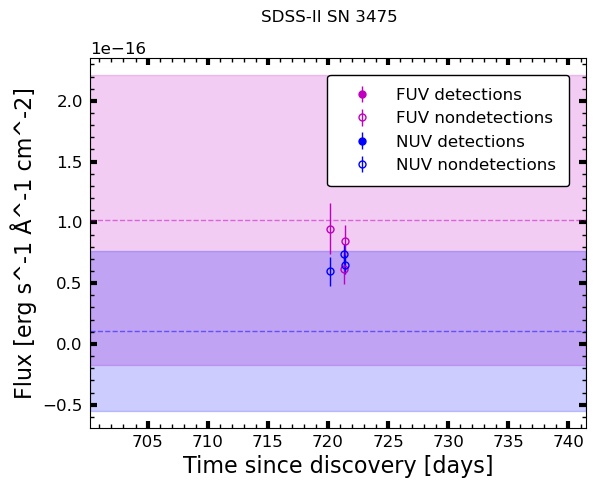 SDSS-II SN 3475
1e−16
FUV detections
FUV nondetections
NUV detections
NUV nondetections
2.0
1.5
1.0
0.5
0.0
−0.5
Flux [erg s^-1 Å^-1 cm^-2]
705 710 715 720 725 730 735 740
Time since discovery [days]